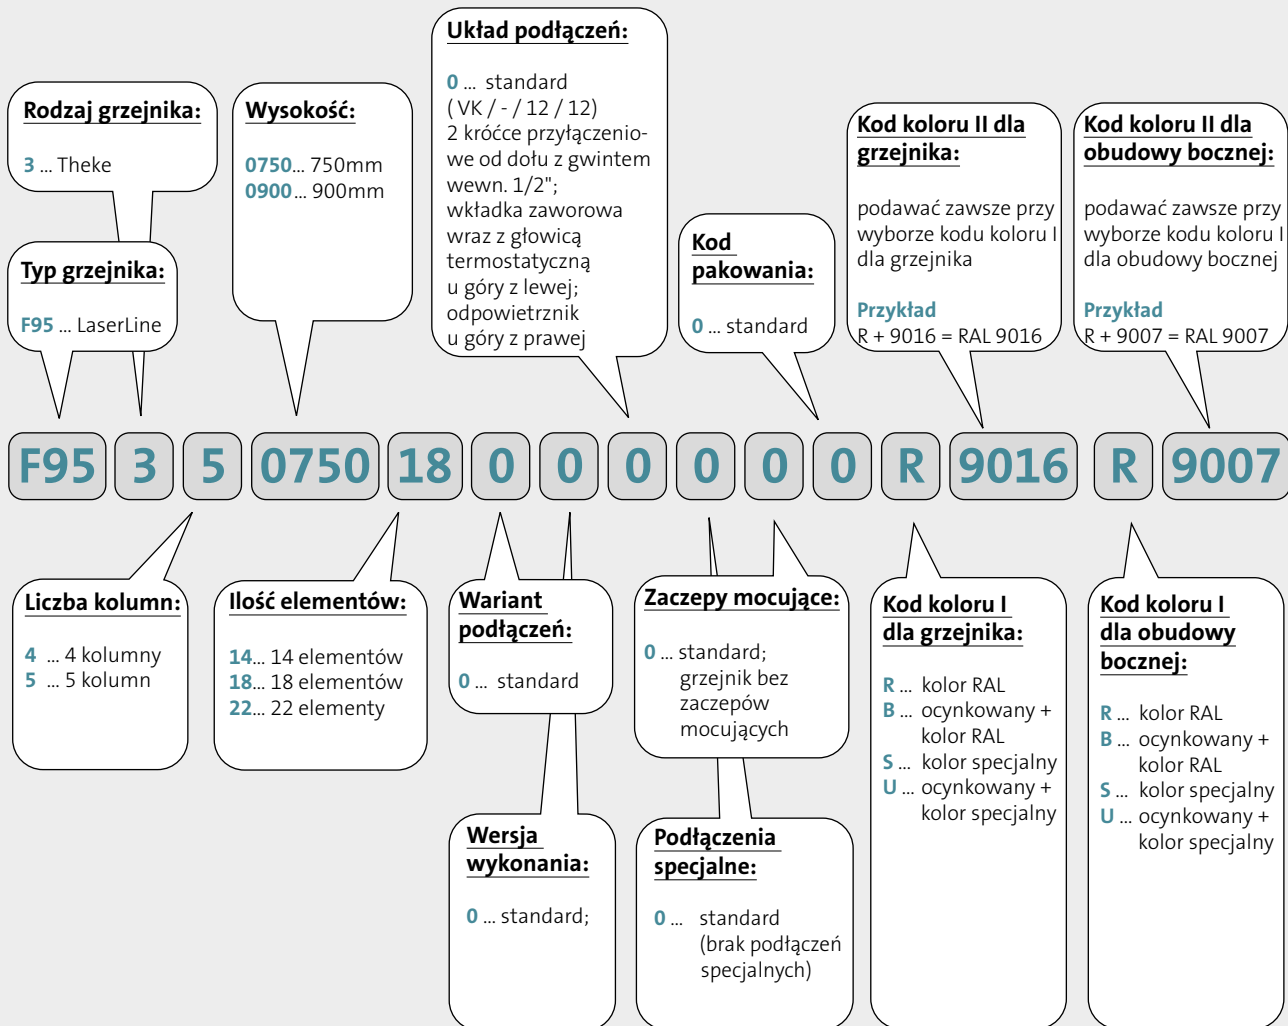 Rodzaj grzejnika:
3 ... Theke
Typ grzejnika:
F95 ... LaserLine
Wysokość:
0750... 750mm
0900... 900mm
Układ podłączeń:
0 ... standard
( VK / - / 12 / 12)
2 króćce przyłączenio-
we od dołu z gwintem
wewn. 1/2";
wkładka zaworowa
wraz z głowicą
termostatyczną
u góry z lewej;
odpowietrznik
u góry z prawej
Kod
pakowania:
0 ... standard
Kod koloru II dla
grzejnika:
podawać zawsze przy
wyborze kodu koloru I
dla grzejnika
Przykład
R + 9016 = RAL 9016
Kod koloru II dla
obudowy bocznej:
podawać zawsze przy
wyborze kodu koloru I
dla obudowy bocznej
Przykład
R + 9007 = RAL 9007
F95 3 5 0750 18 0 0 0 0 0 0 R 9016 R 9007
Liczba kolumn:
4 ... 4 kolumny
5 ... 5 kolumn
Ilość elementów:
14... 14 elementów
18... 18 elementów
22... 22 elementy
Wariant
podłączeń:
0 ... standard
Wersja
wykonania:
0 ... standard;
Zaczepy mocujące:
0 ... standard;
grzejnik bez
zaczepów
mocujących
Podłączenia
specjalne:
0 ... standard
(brak podłączeń
specjalnych)
Kod koloru I
dla grzejnika:
R ... kolor RAL
B ... ocynkowany +
kolor RAL
S ... kolor specjalny
U ... ocynkowany +
kolor specjalny
Kod koloru I
dla obudowy
bocznej:
R ... kolor RAL
B ... ocynkowany +
kolor RAL
S ... kolor specjalny
U ... ocynkowany +
kolor specjalny